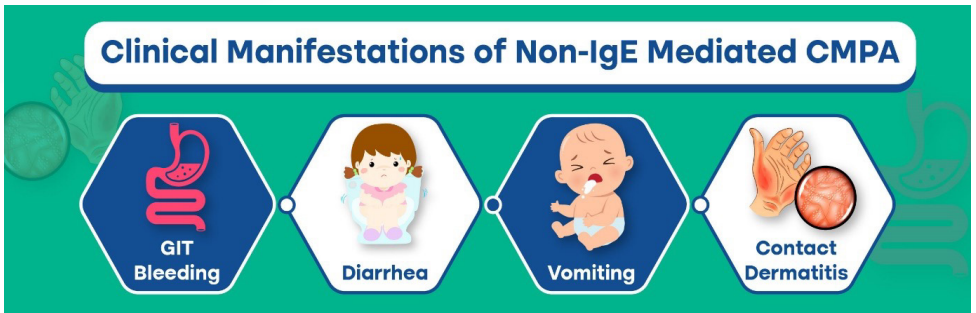 Clinical Manifestations of Non-IgE Mediated CMPA
GIT
Bleeding
Diarrhea
Vomiting
Contact
Dermatitis